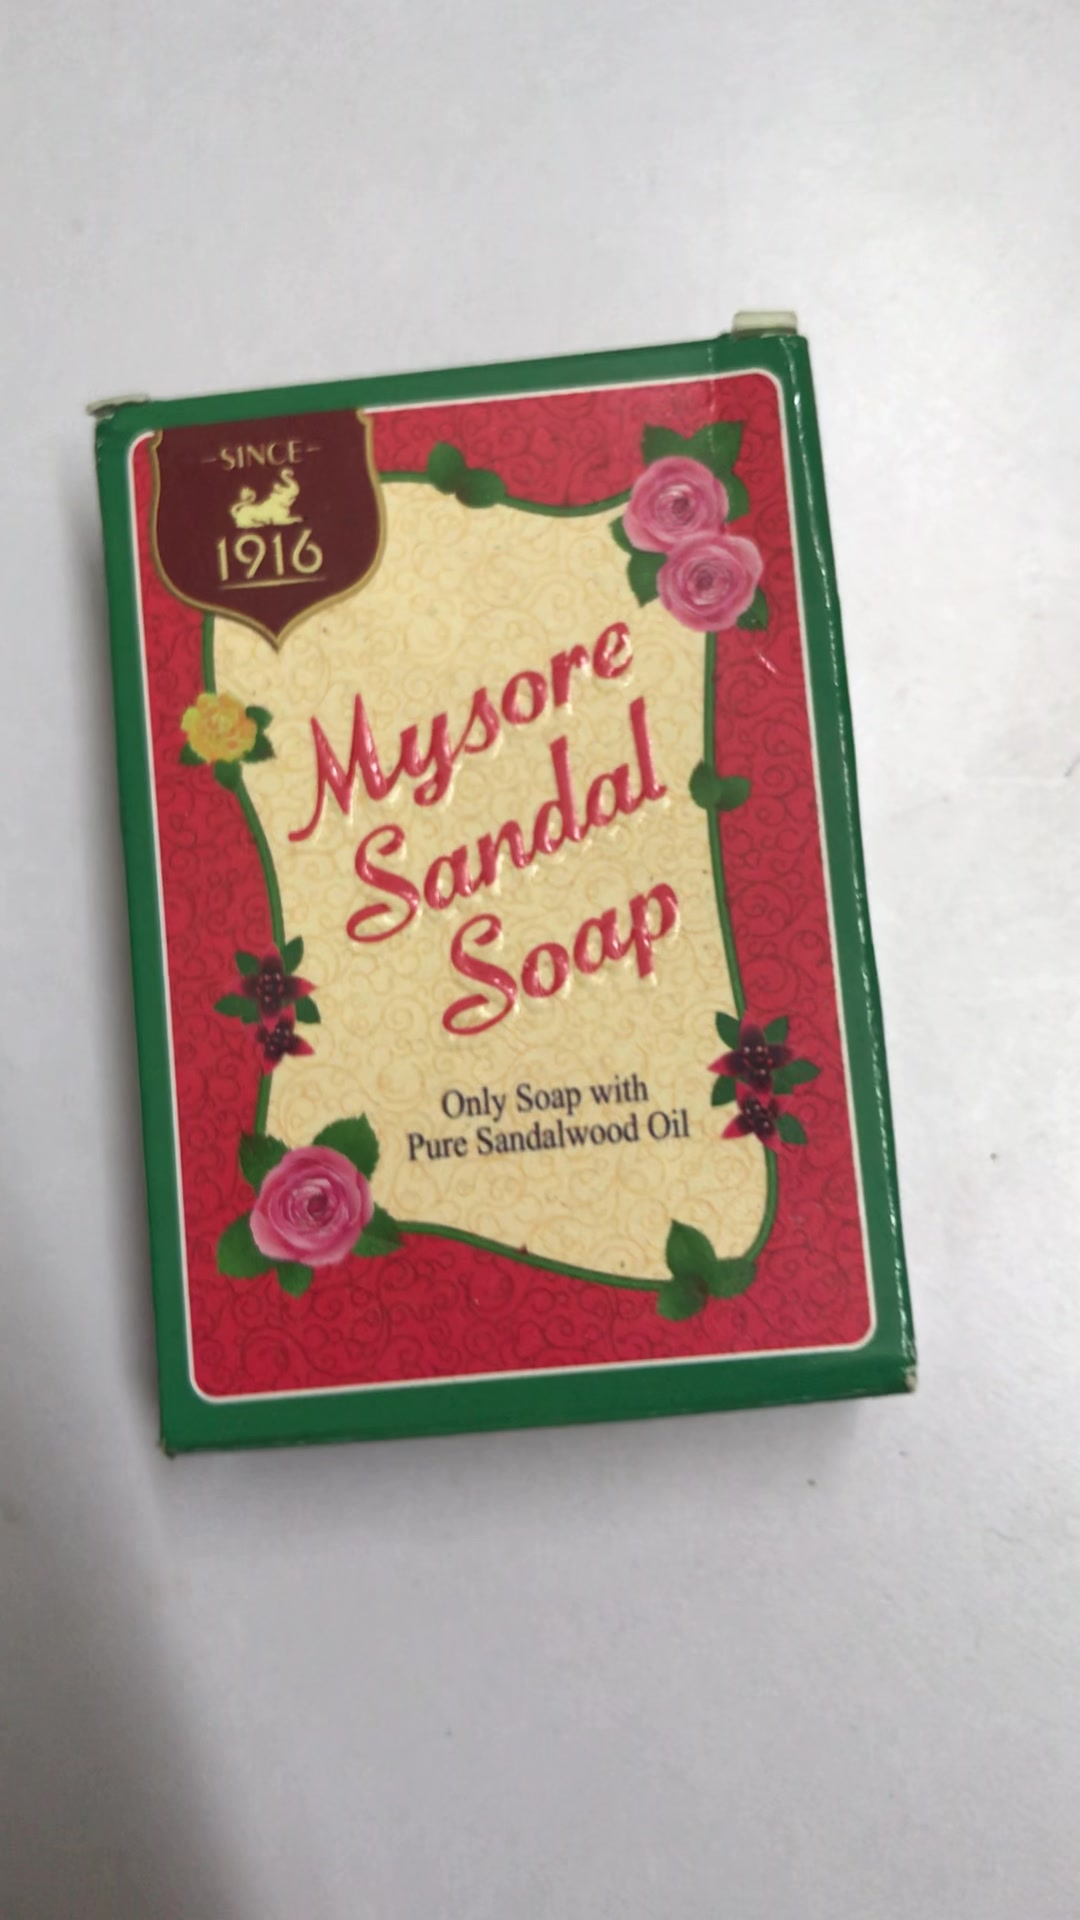 -SINCE-
1916
Mysore
Sandal
Soap
Only Soap with
Pure Sandalwood Oil